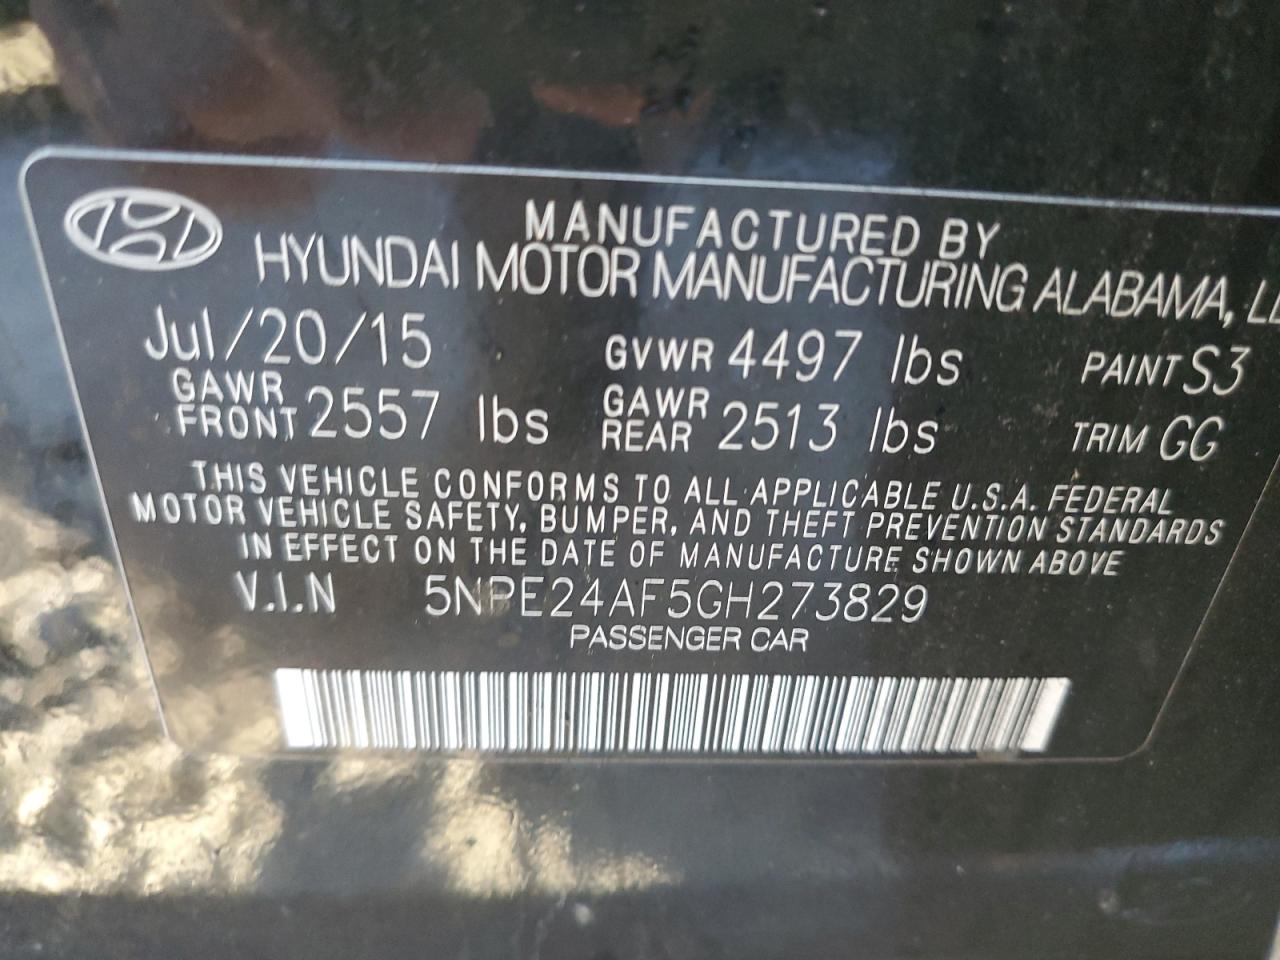 MANUFACTURED BY
HYUNDAI MOTOR MANUFACTURING ALABAMA,
Jul/20/15 GVWR 4497 lbs PAINT S3
GAWR FRONT 2557 lbs GAWR REAR 2513 lbs TRIM GG
THIS VEHICLE CONFORMS TO ALL APPLICABLE U.S.A. FEDERAL
MOTOR VEHICLE SAFETY, BUMPER, AND THEFT PREVENTION STANDARDS
IN EFFECT ON THE DATE OF MANUFACTURE SHOWN ABOVE
V.I.N 5NPE24AF5GH273829
PASSENGER CAR